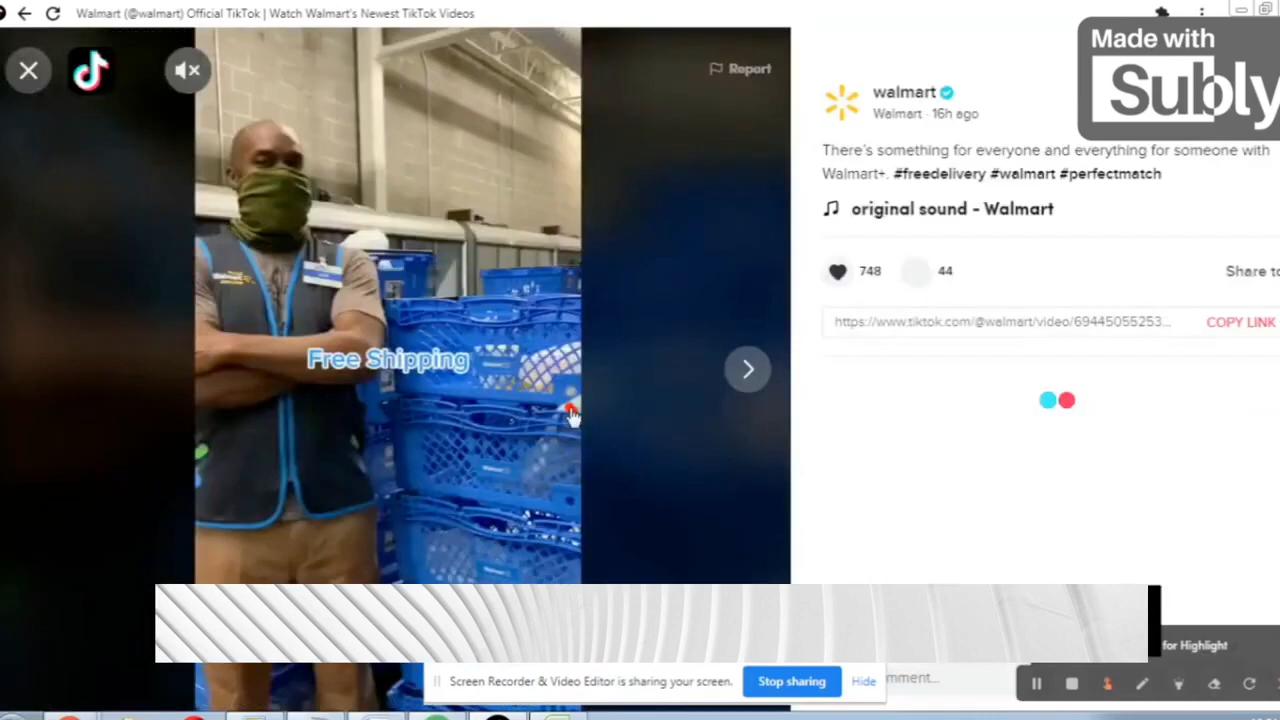 Walmart (@walmart) Official TikTok | Watch Walmart's Newest TikTok Videos
Made with
Subly
Report
walmart
Walmart · 16h ago
There's something for everyone and everything for someone with
Walmart+. #freedelivery #walmart #perfectmatch
original sound - Walmart
748
44
Share to
https://www.tiktok.com/@walmart/video/69445055253...
COPY LINK
Free Shipping
for Highlight
Screen Recorder & Video Editor is sharing your screen.
Stop sharing
Hide
mment...